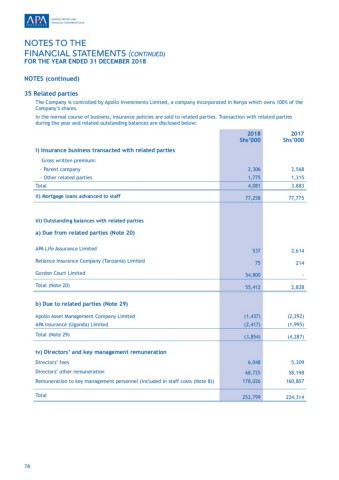 APA
INSURANCE
ANNUAL REPORT AND
FINANCIAL STATEMENTS 2018
NOTES TO THE
FINANCIAL STATEMENTS (CONTINUED)
FOR THE YEAR ENDED 31 DECEMBER 2018
NOTES (continued)
35 Related parties
The Company is controlled by Apollo Investments Limited, a company incorporated in Kenya which owns 100% of the
Company's shares.
In the normal course of business, insurance policies are sold to related parties. Transaction with related parties
during the year and related outstanding balances are disclosed below:
2018 2017
Shs'000 Shs'000
i) Insurance business transacted with related parties
Gross written premium:
- Parent company 2,306 2,568
- Other related parties 1,775 1,315
Total 4,081 3,883
ii) Mortgage loans advanced to staff 77,258 77,775
iii) Outstanding balances with related parties
a) Due from related parties (Note 20)
APA Life Assurance Limited 537 2,614
Reliance Insurance Company (Tanzania) Limited 75 214
Gordon Court Limited 54,800 -
Total (Note 20) 55,412 2,828
b) Due to related parties (Note 29)
Apollo Asset Management Company Limited (1,437) (2,292)
APA Insurance (Uganda) Limited (2,417) (1,995)
Total (Note 29) (3,854) (4,287)
iv) Directors' and key management remuneration
Directors' fees 6,048 5,309
Directors' other remuneration 68,725 58,198
Remuneration to key management personnel (included in staff costs (Note 8)) 178,026 160,807
Total 252,799 224,314
78